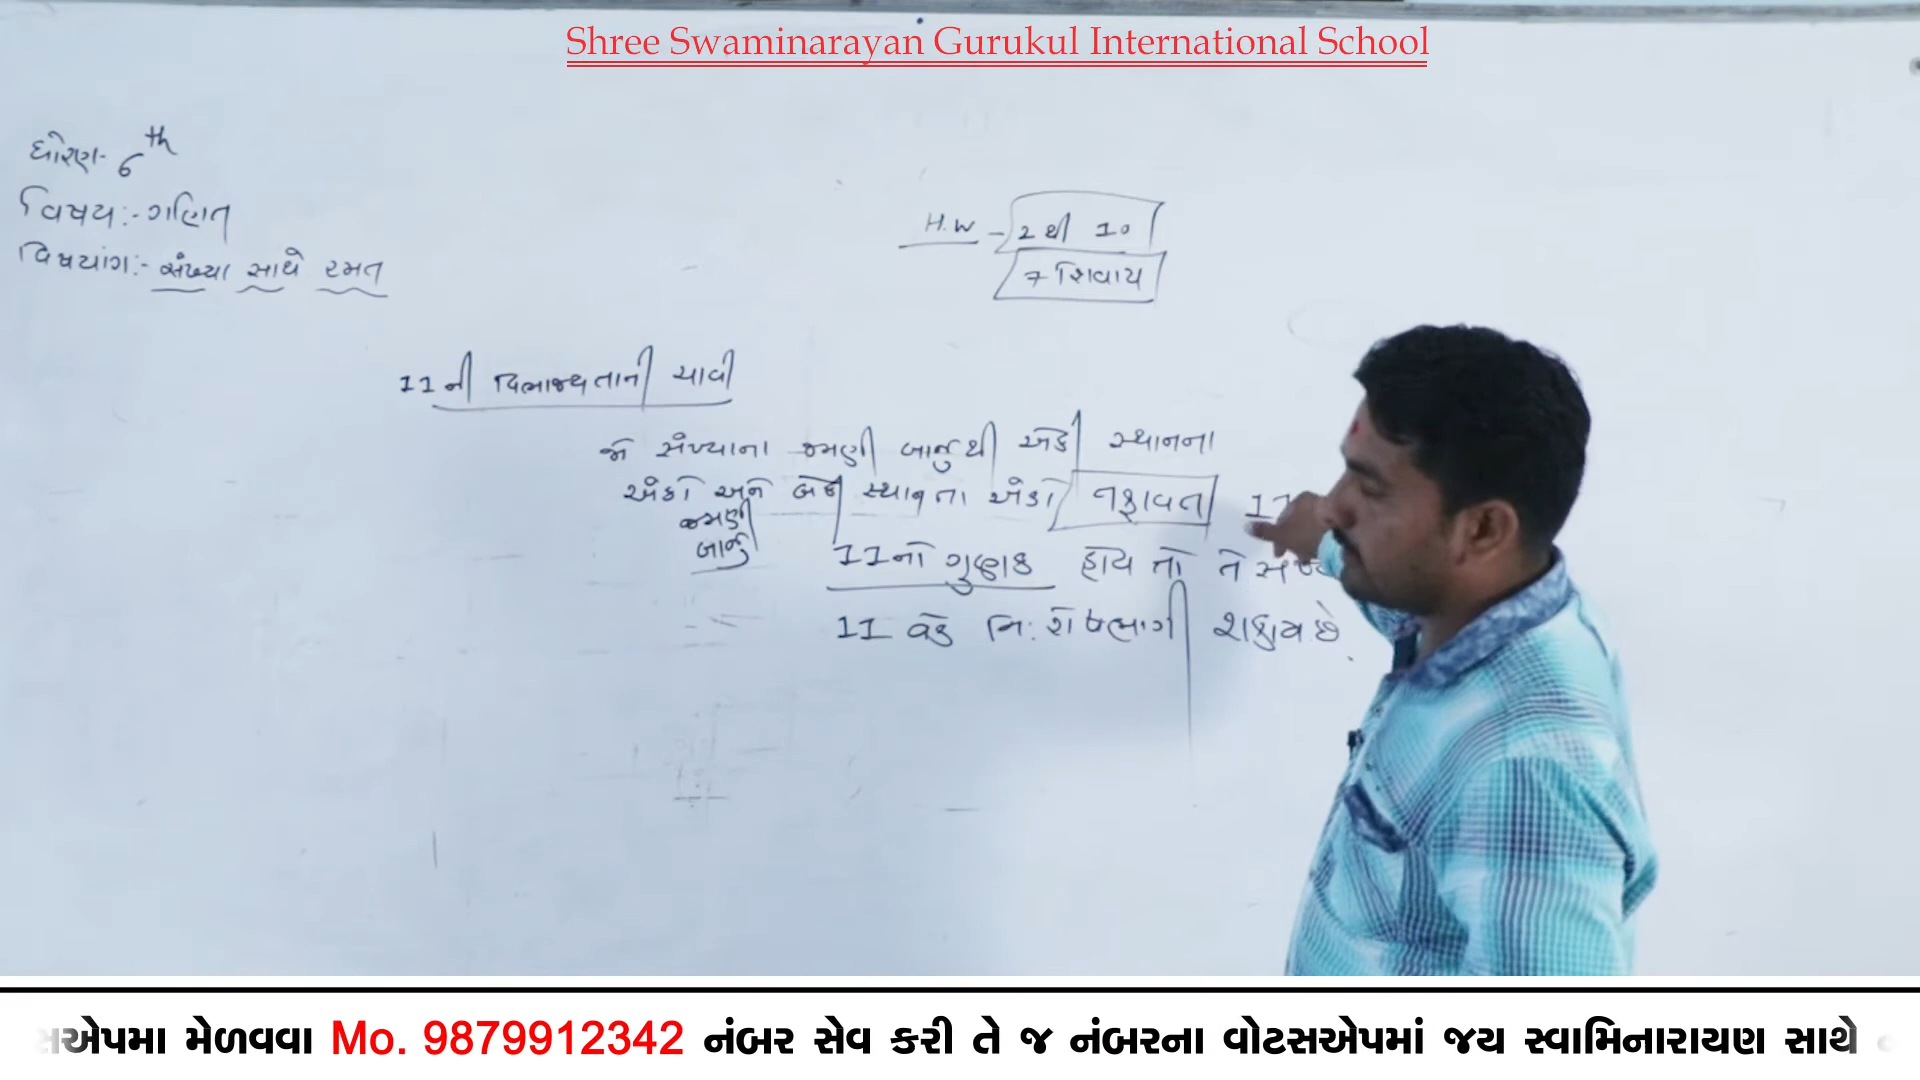 Shree Swaminarayan Gurukul International School
ધોરણ- 6th
વિષય:- ગણિત
વિષયાંગ:- સંખ્યા સાથે રમત
H.W - 2 થી 10
7 શિવાય
11 ની વિભાજ્યતાની ચાવી
જો સંખ્યાના જમણી બાજુથી એકી સ્થાનના
અંકો અને બેકી સ્થાનના અંકો તફાવત 11
જમણી
બાજુ
11નો ગુણાક હોય તો તે
11 વડે નિ:શેષભાગી શકાય છે.
સએપમા મેળવવા Mo. 9879912342 નંબર સેવ કરી તે જ નંબરના વોટસએપમાં જય સ્વામિનારાયણ સાથે